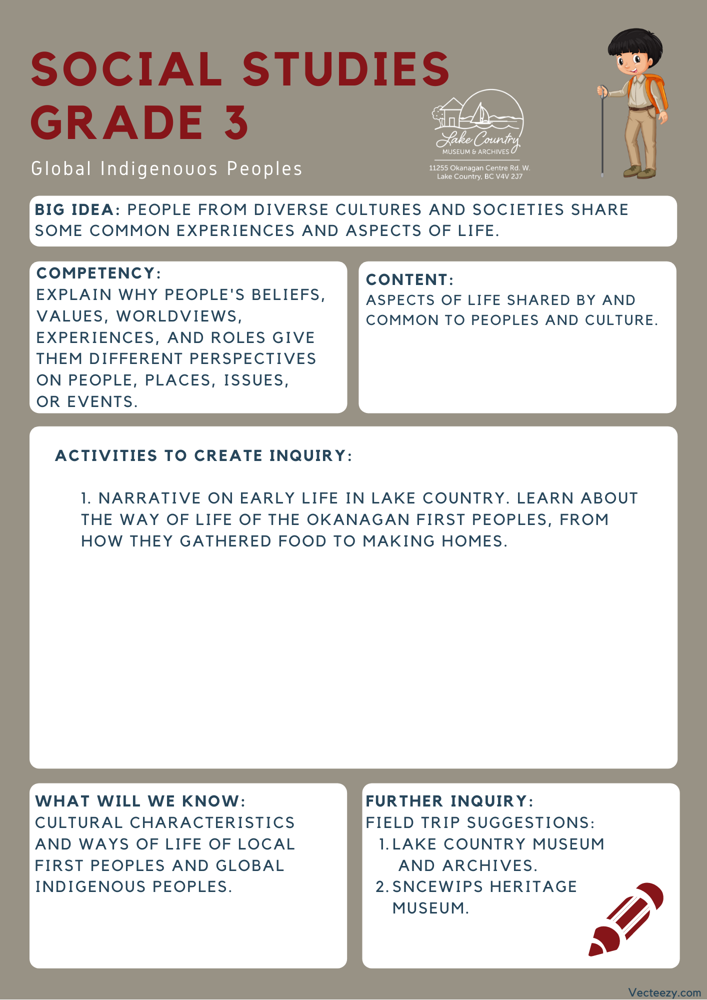 SOCIAL STUDIES
GRADE 3
Global Indigenouos Peoples
Lake Country
MUSEUM & ARCHIVES
11255 Okanagan Centre Rd. W.
Lake Country, BC V4V 2J7
BIG IDEA: PEOPLE FROM DIVERSE CULTURES AND SOCIETIES SHARE
SOME COMMON EXPERIENCES AND ASPECTS OF LIFE.
COMPETENCY:
EXPLAIN WHY PEOPLE'S BELIEFS,
VALUES, WORLDVIEWS,
EXPERIENCES, AND ROLES GIVE
THEM DIFFERENT PERSPECTIVES
ON PEOPLE, PLACES, ISSUES,
OR EVENTS.
CONTENT:
ASPECTS OF LIFE SHARED BY AND
COMMON TO PEOPLES AND CULTURE.
ACTIVITIES TO CREATE INQUIRY:
1. NARRATIVE ON EARLY LIFE IN LAKE COUNTRY. LEARN ABOUT
THE WAY OF LIFE OF THE OKANAGAN FIRST PEOPLES, FROM
HOW THEY GATHERED FOOD TO MAKING HOMES.
WHAT WILL WE KNOW:
CULTURAL CHARACTERISTICS
AND WAYS OF LIFE OF LOCAL
FIRST PEOPLES AND GLOBAL
INDIGENOUS PEOPLES.
FURTHER INQUIRY:
FIELD TRIP SUGGESTIONS:
1. LAKE COUNTRY MUSEUM
AND ARCHIVES.
2. SNCEWIPS HERITAGE
MUSEUM.
Vecteezy.com